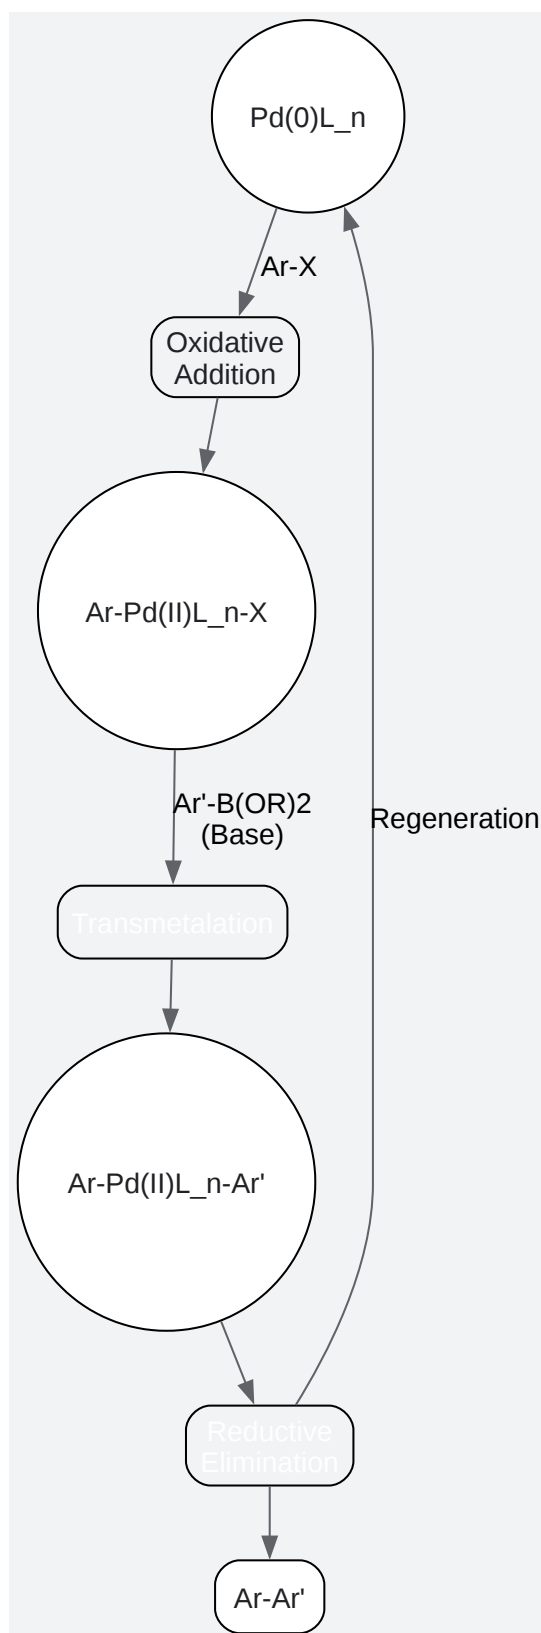 Pd(0)L_n
Ar-X
Oxidative
Addition
Ar-Pd(II)L_n-X
Ar'-B(OR)2
(Base)
Regeneration
Transmetalation
Ar-Pd(II)L_n-Ar'
Reductive
Elimination
Ar-Ar'